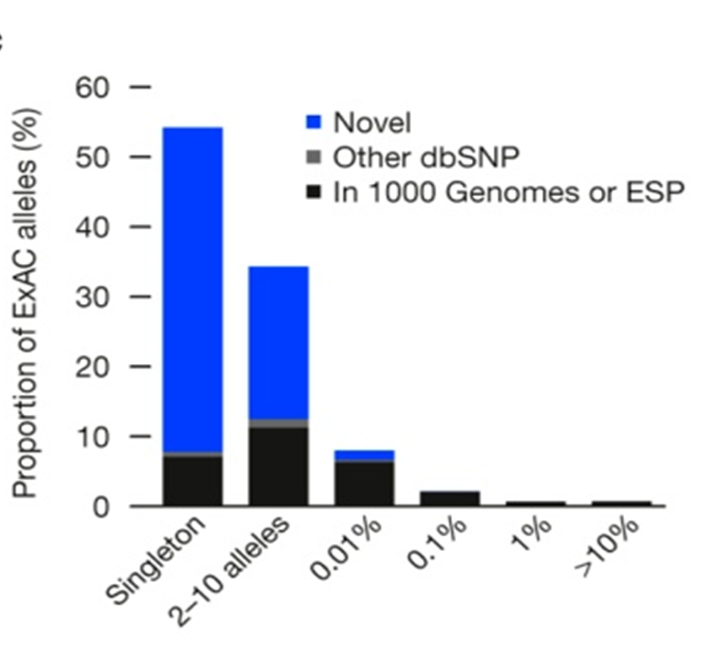 c
Proportion of ExAC alleles (%)
60
50
40
30
20
10
0
Novel
Other dbSNP
In 1000 Genomes or ESP
Singleton
2–10 alleles
0.01%
0.1%
1%
>10%